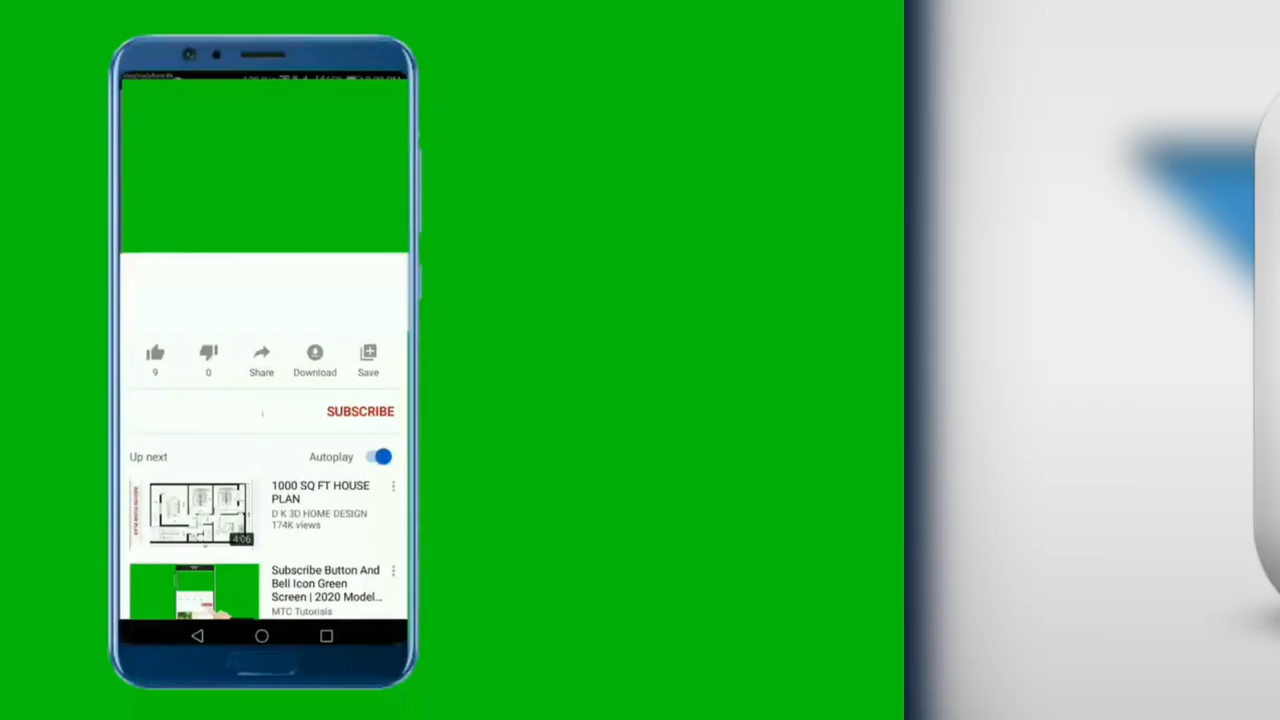 9
0
Share
Download
Save
SUBSCRIBE
Up next
Autoplay
1000 SQ FT HOUSE
PLAN
D K 3D HOME DESIGN
174K views
4:06
Subscribe Button And
Bell Icon Green
Screen | 2020 Model...
MTC Tutorials